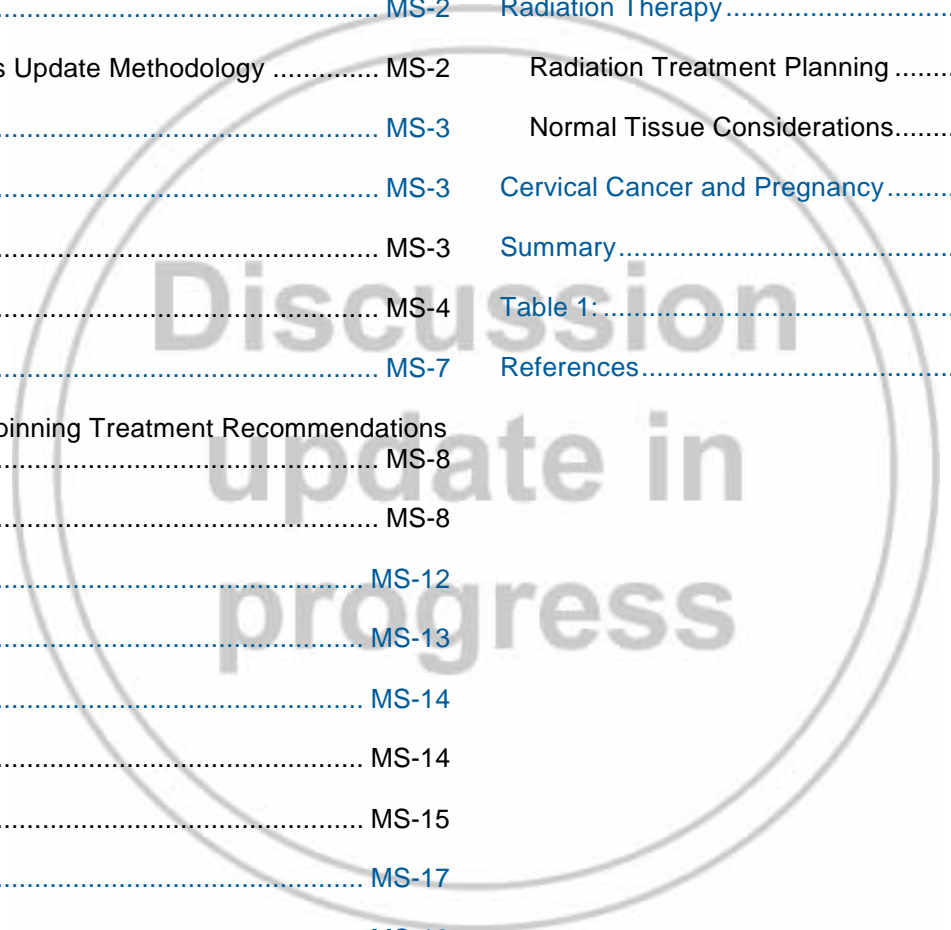 MS-2
s Update Methodology .............. MS-2
MS-3
MS-3
MS-3
MS-4
MS-7
oinning Treatment Recommendations
MS-8
MS-8
MS-12
MS-13
MS-14
MS-14
MS-15
MS-17
Radiation Therapy
Radiation Treatment Planning
Normal Tissue Considerations
Cervical Cancer and Pregnancy
Summary
Table 1:
References
Discussion
update in
progress